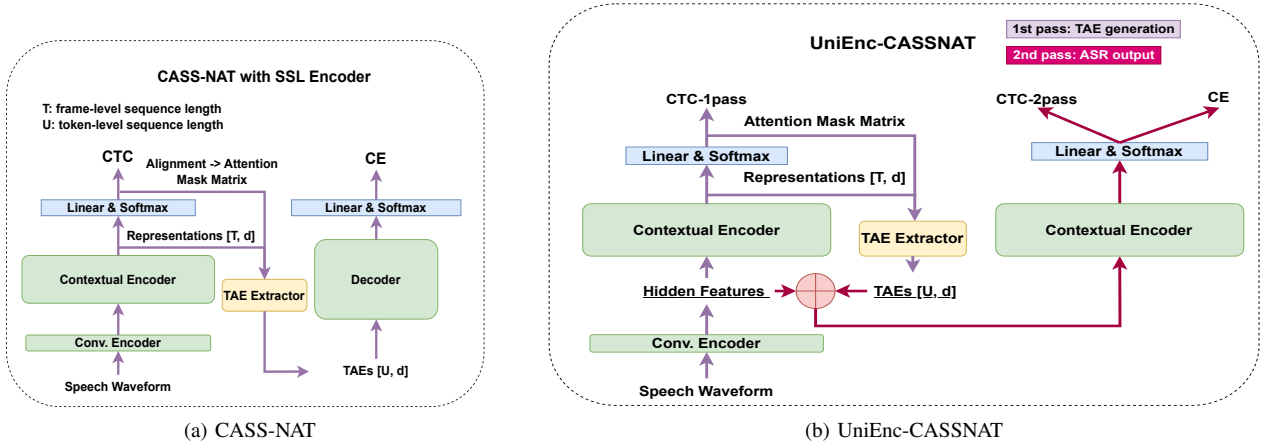 CASS-NAT with SSL Encoder
T: frame-level sequence length
U: token-level sequence length
CTC
Alignment -> Attention
Mask Matrix
CE
Linear & Softmax
Linear & Softmax
Representations [T, d]
Contextual Encoder
TAE Extractor
Decoder
Conv. Encoder
Speech Waveform
TAEs [U, d]
(a) CASS-NAT
UniEnc-CASSNAT
1st pass: TAE generation
2nd pass: ASR output
CTC-1pass
CTC-2pass
CE
Attention Mask Matrix
Linear & Softmax
Linear & Softmax
Representations [T, d]
Contextual Encoder
TAE Extractor
Contextual Encoder
Hidden Features
TAEs [U, d]
Conv. Encoder
Speech Waveform
(b) UniEnc-CASSNAT